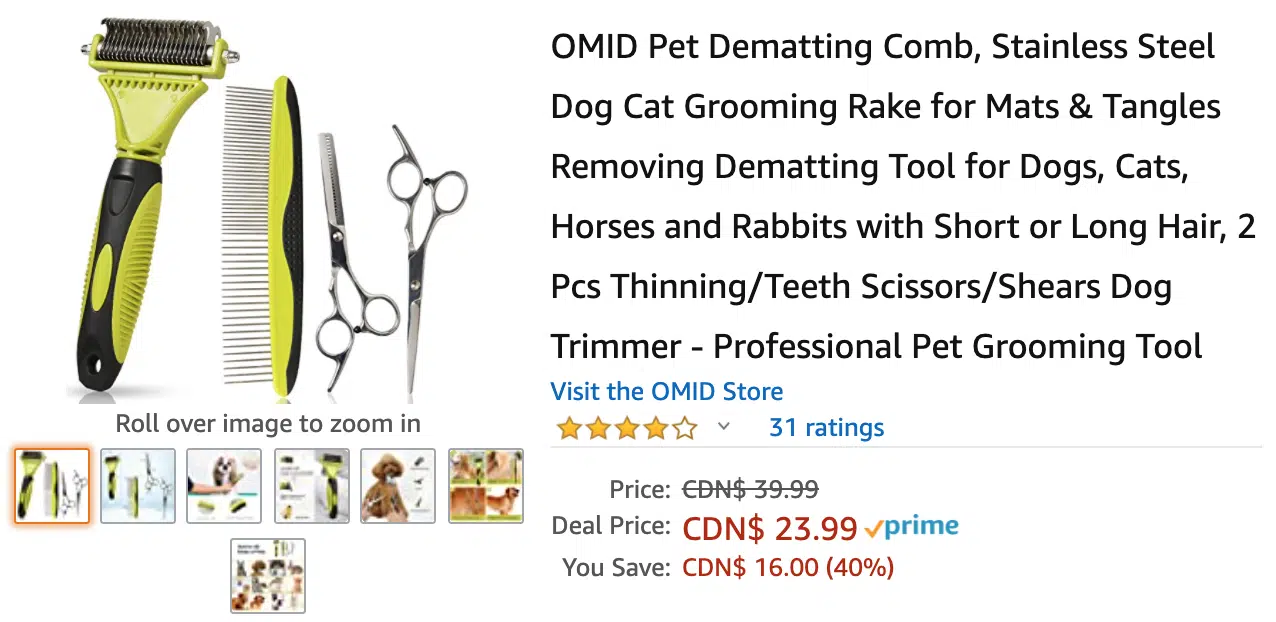 OMID Pet Dematting Comb, Stainless Steel
Dog Cat Grooming Rake for Mats & Tangles
Removing Dematting Tool for Dogs, Cats,
Horses and Rabbits with Short or Long Hair, 2
Pcs Thinning/Teeth Scissors/Shears Dog
Trimmer - Professional Pet Grooming Tool
Visit the OMID Store
31 ratings
Roll over image to zoom in
Price: CDN$ 39.99
Deal Price: CDN$ 23.99 prime
You Save: CDN$ 16.00 (40%)